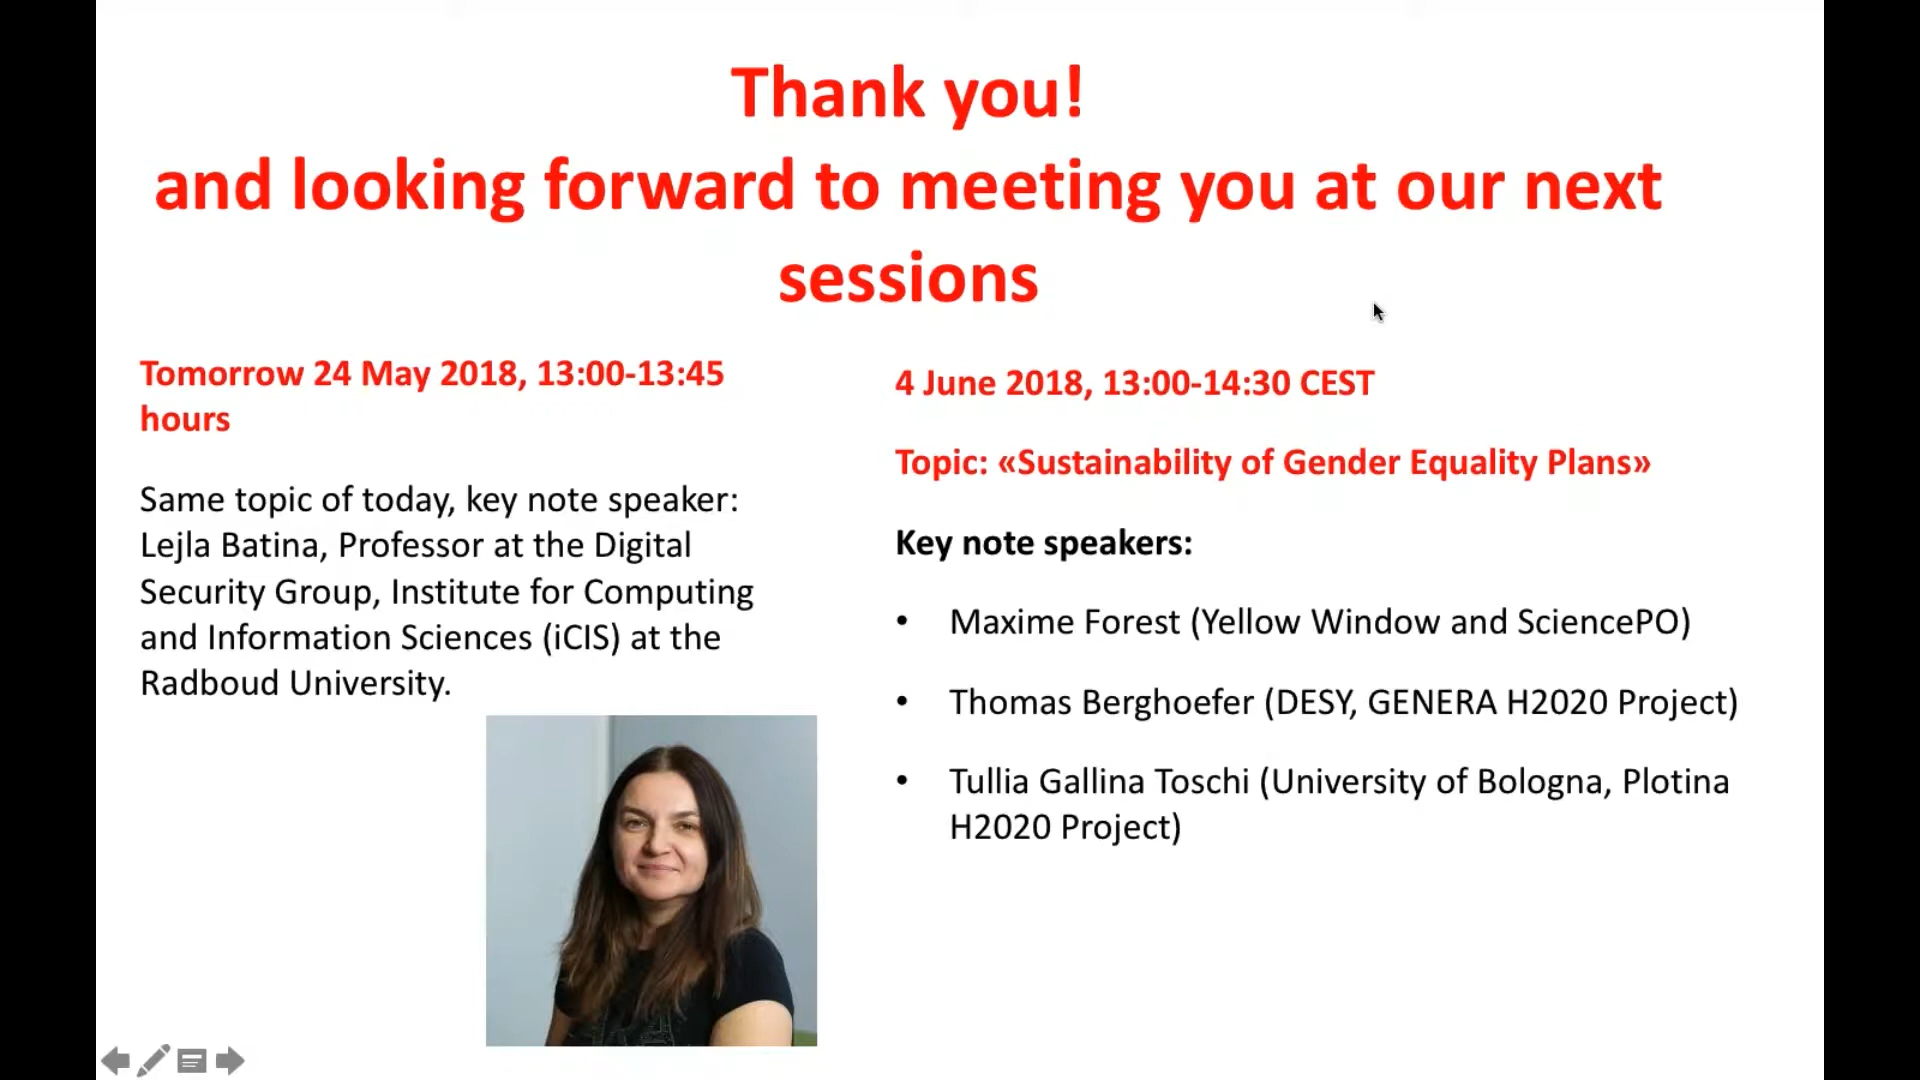 Thank you!
and looking forward to meeting you at our next
sessions
Tomorrow 24 May 2018, 13:00-13:45
hours
Same topic of today, key note speaker:
Lejla Batina, Professor at the Digital
Security Group, Institute for Computing
and Information Sciences (iCIS) at the
Radboud University.
4 June 2018, 13:00-14:30 CEST
Topic: «Sustainability of Gender Equality Plans»
Key note speakers:
• Maxime Forest (Yellow Window and SciencePO)
• Thomas Berghoefer (DESY, GENERA H2020 Project)
• Tullia Gallina Toschi (University of Bologna, Plotina
H2020 Project)